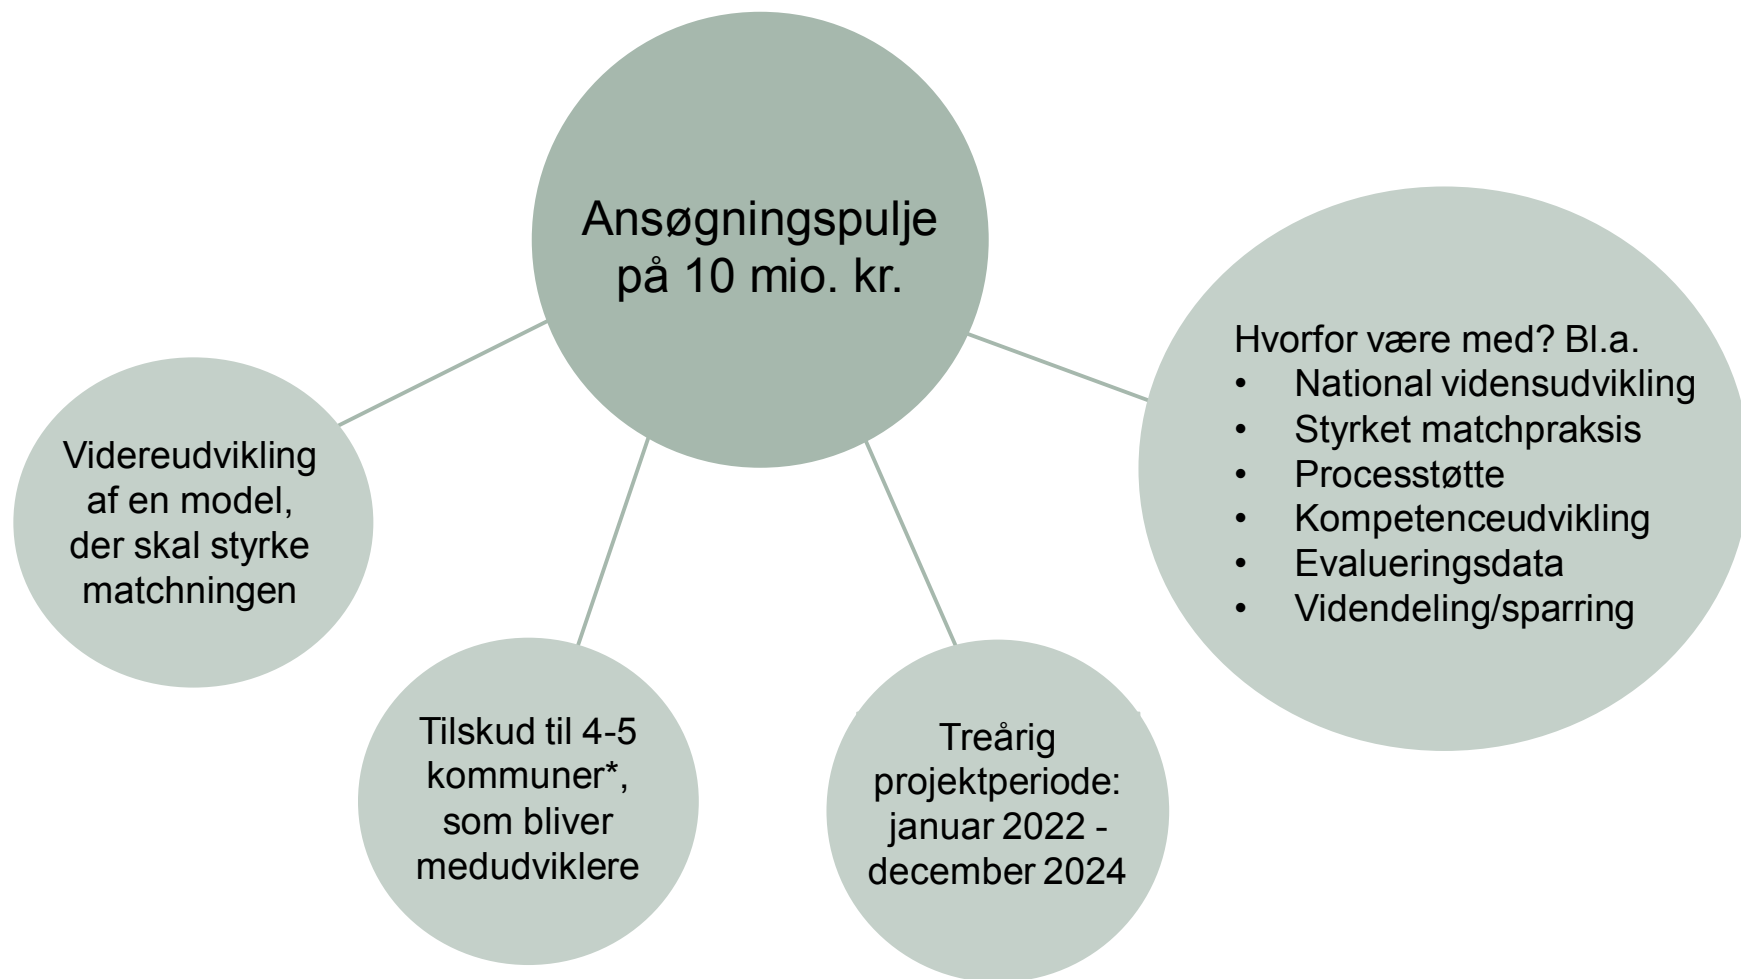 Ansøgningspulje
på 10 mio. kr.
Videreudvikling
af en model,
der skal styrke
matchningen
Tilskud til 4-5
kommuner*,
som bliver
medudviklere
Treårig
projektperiode:
januar 2022 -
december 2024
Hvorfor være med? Bl.a.
• National vidensudvikling
• Styrket matchpraksis
• Processtøtte
• Kompetenceudvikling
• Evalueringsdata
• Videndeling/sparring